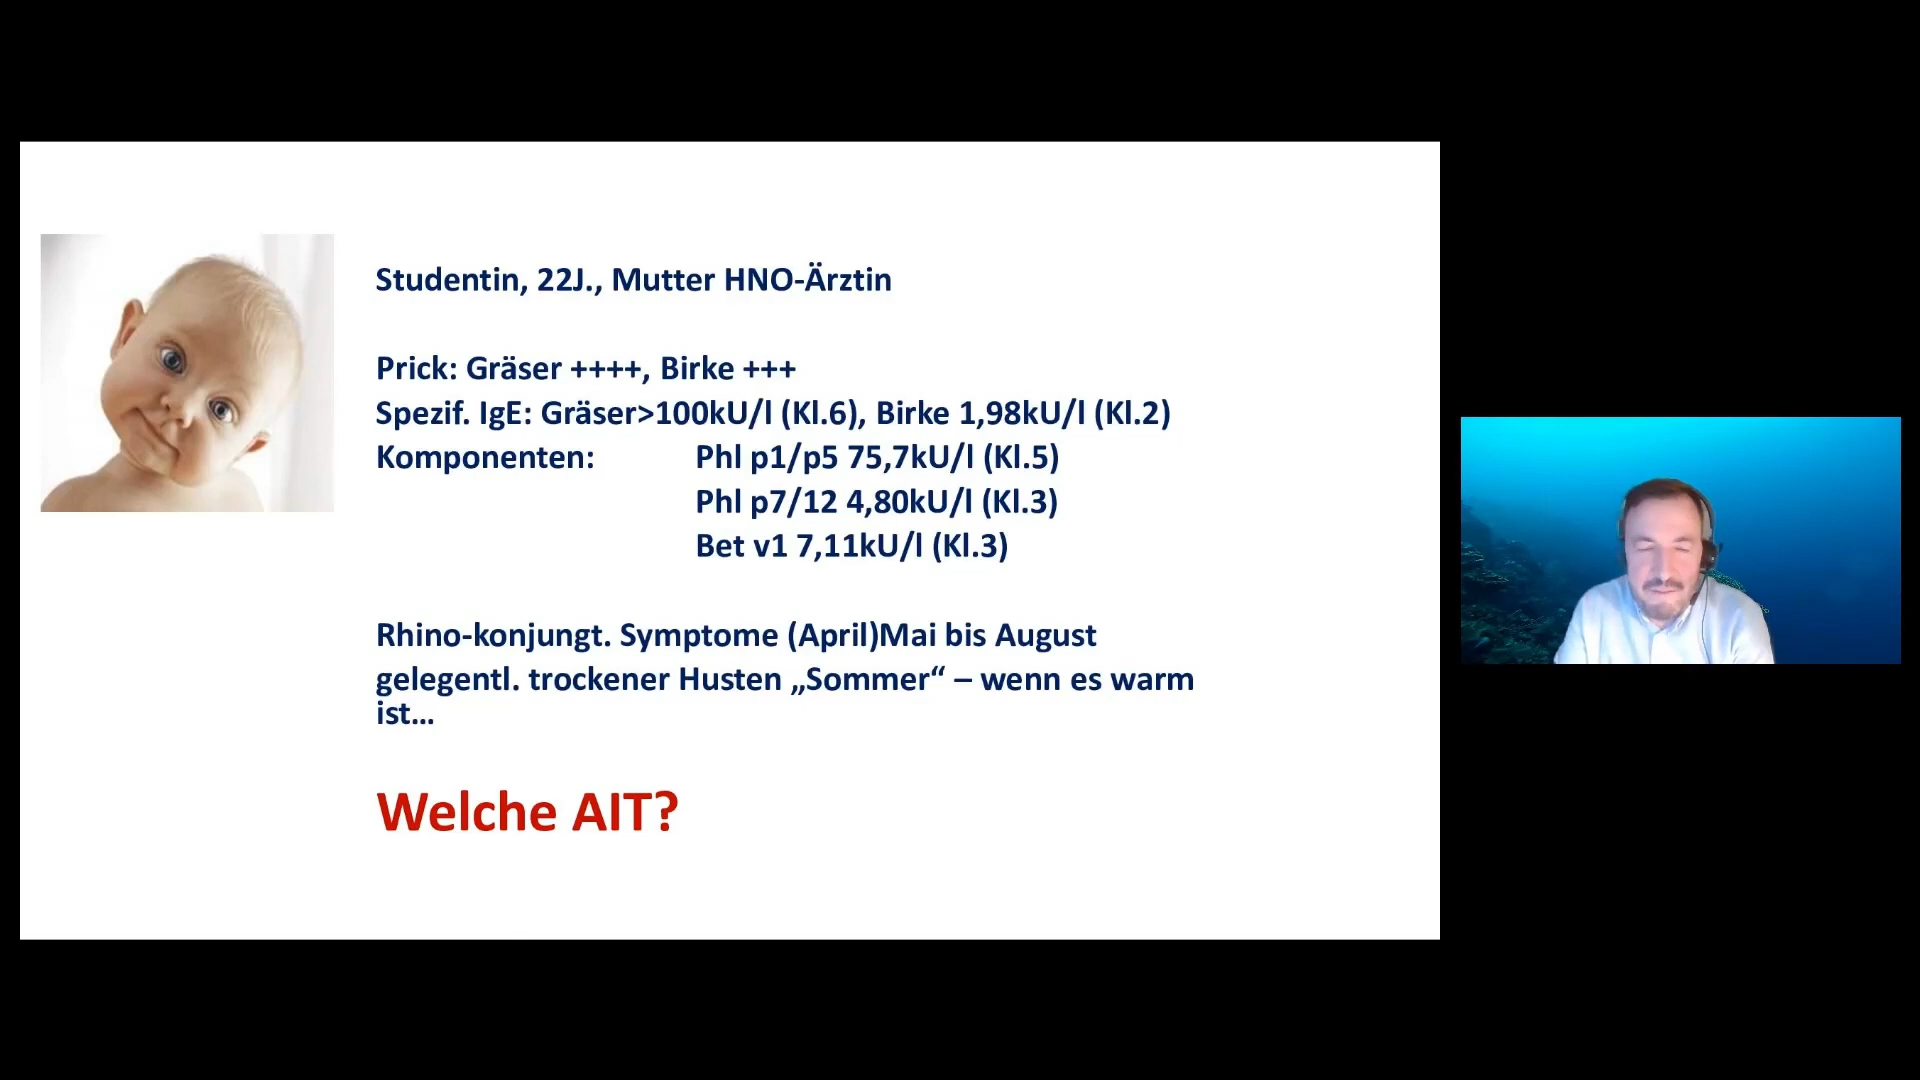 Studentin, 22J., Mutter HNO-Ärztin
Prick: Gräser ++++, Birke +++
Spezif. IgE: Gräser>100kU/l (Kl.6), Birke 1,98kU/l (Kl.2)
Komponenten: Phl p1/p5 75,7kU/l (Kl.5)
Phl p7/12 4,80kU/l (Kl.3)
Bet v1 7,11kU/l (Kl.3)
Rhino-konjungt. Symptome (April)Mai bis August
gelegentl. trockener Husten „Sommer“ – wenn es warm
ist…
Welche AIT?